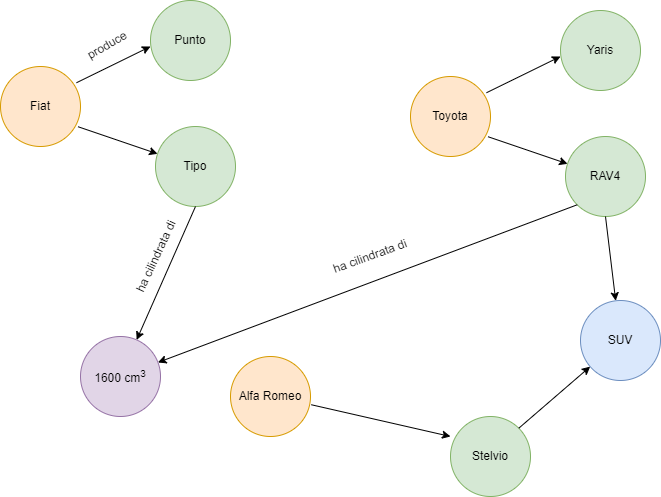 produce
Punto
Yaris
Fiat
Toyota
Tipo
RAV4
ha cilindrata di
ha cilindrata di
SUV
1600 cm³
Alfa Romeo
Stelvio